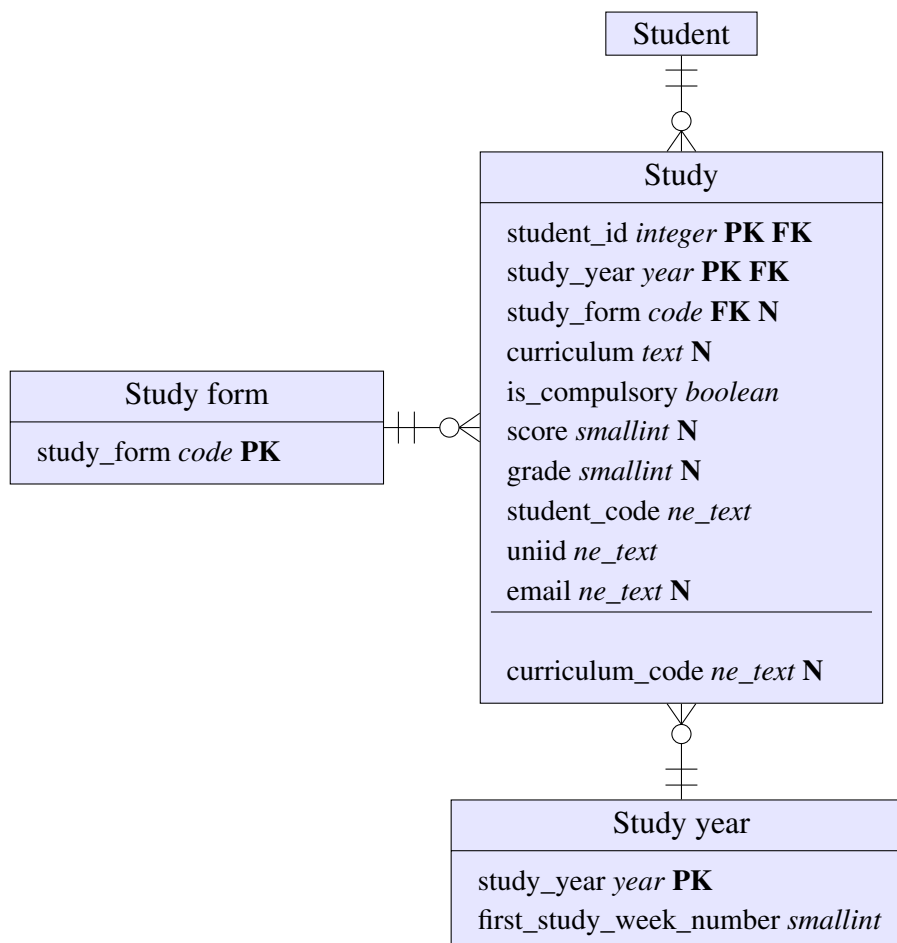 Student
Study
student_id integer PK FK
study_year year PK FK
study_form code FK N
curriculum text N
is_compulsory boolean
score smallint N
grade smallint N
student_code ne_text
uniid ne_text
email ne_text N
curriculum_code ne_text N
Study form
study_form code PK
Study year
study_year year PK
first_study_week_number smallint